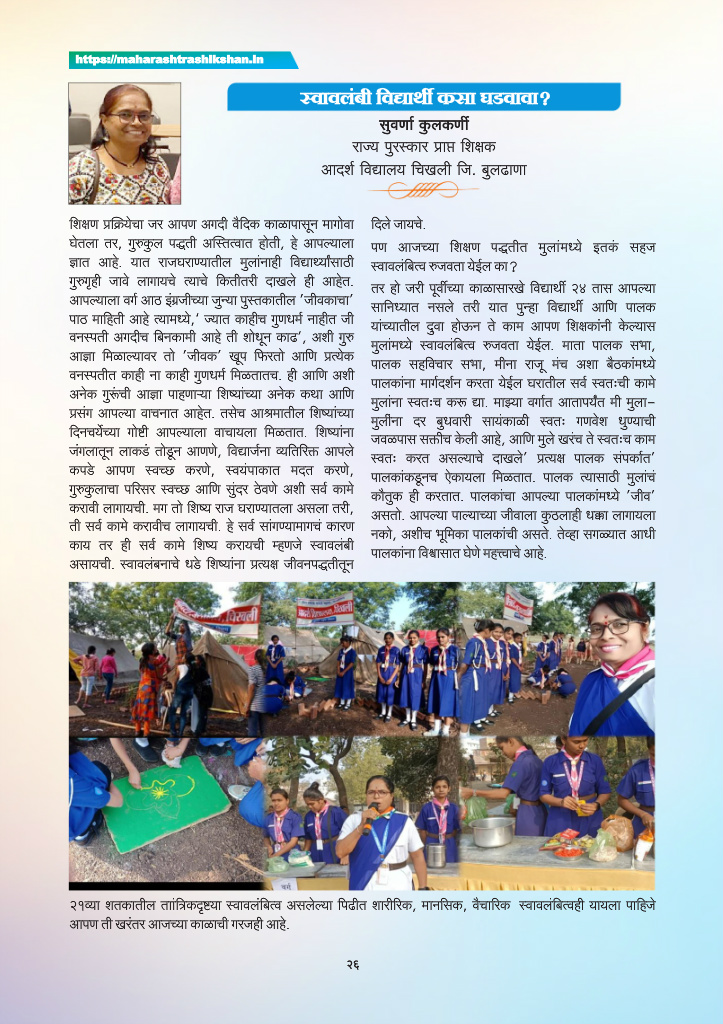 https://maharashtrashikshan.in
स्वावलंबी विद्यार्थी कसा घडवावा?
सुवर्णा कुलकर्णी
राज्य पुरस्कार प्राप्त शिक्षक
आदर्श विद्यालय चिखली जि. बुलढाणा
शिक्षण प्रक्रियेचा जर आपण अगदी वैदिक काळापासून मागोवा
घेतला तर, गुरुकुल पद्धती अस्तित्वात होती, हे आपल्याला
ज्ञात आहे. यात राजघराण्यातील मुलांनाही विद्यार्थ्यांसाठी
गुरुगृही जावे लागायचे त्याचे कितीतरी दाखले ही आहेत.
आपल्याला वर्ग आठ इंग्रजीच्या जुन्या पुस्तकातील 'जीवकाचा'
पाठ माहिती आहे त्यामध्ये,' ज्यात काहीच गुणधर्म नाहीत जी
वनस्पती अगदीच बिनकामी आहे ती शोधून काढ', अशी गुरु
आज्ञा मिळाल्यावर तो 'जीवक' खूप फिरतो आणि प्रत्येक
वनस्पतीत काही ना काही गुणधर्म मिळतातच. ही आणि अशी
अनेक गुरूंची आज्ञा पाहणाऱ्या शिष्यांच्या अनेक कथा आणि
प्रसंग आपल्या वाचनात आहेत. तसेच आश्रमातील शिष्यांच्या
दिनचर्येच्या गोष्टी आपल्याला वाचायला मिळतात. शिष्यांना
जंगलातून लाकडं तोडून आणणे, विद्यार्जना व्यतिरिक्त आपले
कपडे आपण स्वच्छ करणे, स्वयंपाकात मदत करणे,
गुरुकुलाचा परिसर स्वच्छ आणि सुंदर ठेवणे अशी सर्व कामे
करावी लागायची. मग तो शिष्य राज घराण्यातला असला तरी,
ती सर्व कामे करावीच लागायची. हे सर्व सांगण्यामागचं कारण
काय तर ही सर्व कामे शिष्य करायची म्हणजे स्वावलंबी
असायची. स्वावलंबनाचे धडे शिष्यांना प्रत्यक्ष जीवनपद्धतीतून
दिले जायचे.
पण आजच्या शिक्षण पद्धतीत मुलांमध्ये इतकं सहज
स्वावलंबित्व रुजवता येईल का?
तर हो जरी पूर्वीच्या काळासारखे विद्यार्थी २४ तास आपल्या
सानिध्यात नसले तरी यात पुन्हा विद्यार्थी आणि पालक
यांच्यातील दुवा होऊन ते काम आपण शिक्षकांनी केल्यास
मुलांमध्ये स्वावलंबित्व रुजवता येईल. माता पालक सभा,
पालक सहविचार सभा, मीना राजू मंच अशा बैठकांमध्ये
पालकांना मार्गदर्शन करता येईल घरातील सर्व स्वतःची कामे
मुलांना स्वतःच करू द्या. माझ्या वर्गात आतापर्यंत मी मुला-
मुलींना दर बुधवारी सायंकाळी स्वतः गणवेश धुण्याची
जवळपास सक्तीच केली आहे, आणि मुले खरंच ते स्वतःच काम
स्वतः करत असल्याचे दाखले' प्रत्यक्ष पालक संपर्कात'
पालकांकडूनच ऐकायला मिळतात. पालक त्यासाठी मुलांचं
कौतुक ही करतात. पालकांचा आपल्या पालकांमध्ये 'जीव'
असतो. आपल्या पाल्याच्या जीवाला कुठलाही धक्का लागायला
नको, अशीच भूमिका पालकांची असते. तेव्हा सगळ्यात आधी
पालकांना विश्वासात घेणे महत्त्वाचे आहे.
२१व्या शतकातील ताांत्रिकदृष्टया स्वावलंबित्व असलेल्या पिढीत शारीरिक, मानसिक, वैचारिक स्वावलंबित्वही यायला पाहिजे
आपण ती खरंतर आजच्या काळाची गरजही आहे.
२६